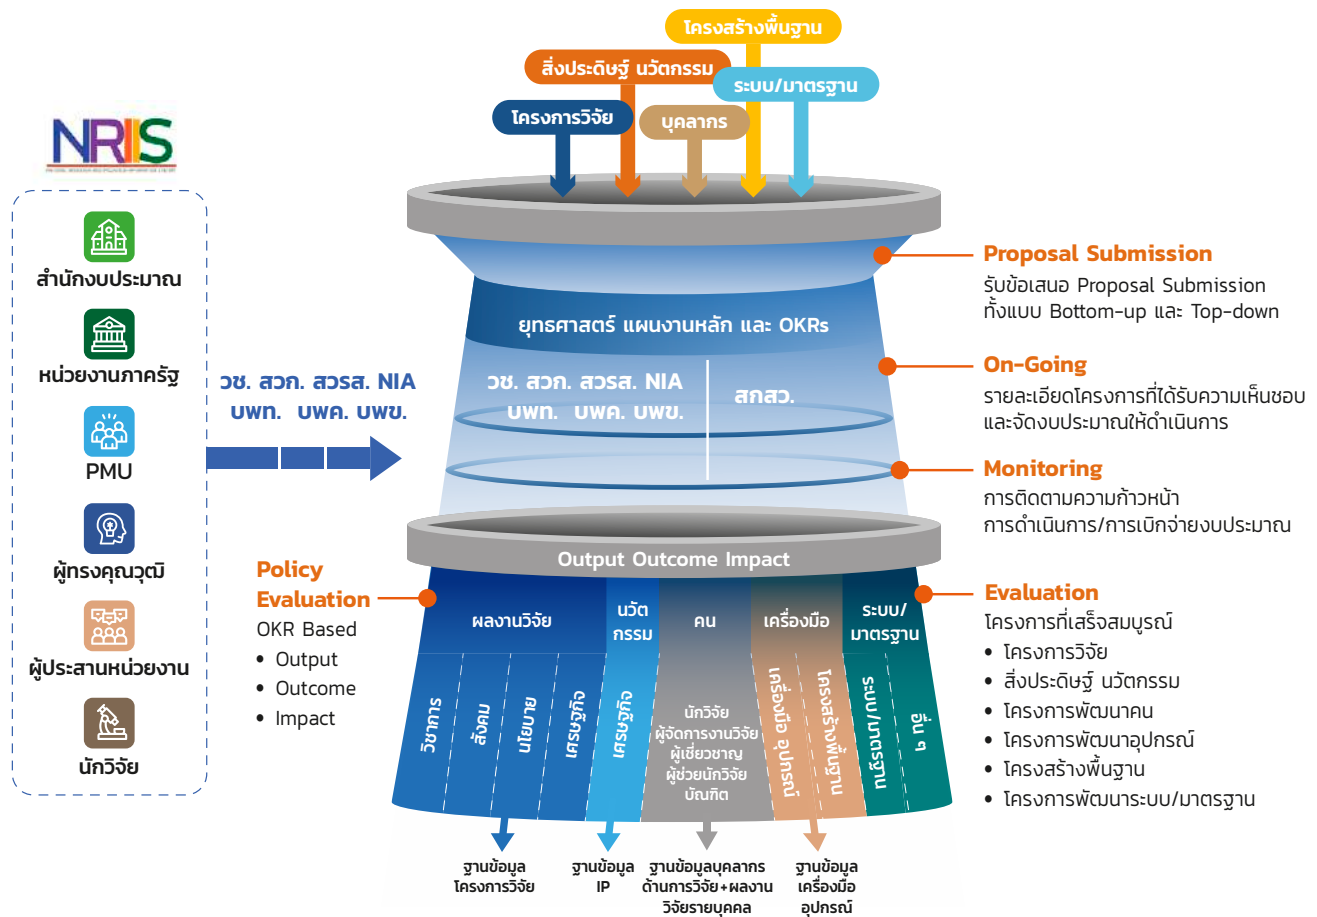 โครงสร้างพื้นฐาน
สิ่งประดิษฐ์ นวัตกรรม
ระบบ/มาตรฐาน
โครงการวิจัย
บุคลากร
NRIIS
สำนักงบประมาณ
หน่วยงานภาครัฐ
PMU
ผู้ทรงคุณวุฒิ
ผู้ประสานหน่วยงาน
นักวิจัย
วช. สวก. สวรส. NIA
บพท. บพค. บพข.
ยุทธศาสตร์ แผนงานหลัก และ OKRs
วช. สวก. สวรส. NIA
บพท. บพค. บพข.
สกสว.
Proposal Submission
รับข้อเสนอ Proposal Submission
ทั้งแบบ Bottom-up และ Top-down
On-Going
รายละเอียดโครงการที่ได้รับความเห็นชอบ
และจัดงบประมาณให้ดำเนินการ
Monitoring
การติดตามความก้าวหน้า
การดำเนินการ/การเบิกจ่ายงบประมาณ
Output Outcome Impact
Policy
Evaluation
OKR Based
• Output
• Outcome
• Impact
ผลงานวิจัย
นวัต
กรรม
คน
เครื่องมือ
ระบบ/
มาตรฐาน
วิชาการ
สังคม
นโยบาย
เศรษฐกิจ
เศรษฐกิจ
นักวิจัย
ผู้จัดการงานวิจัย
ผู้เชี่ยวชาญ
ผู้ช่วยนักวิจัย
บัณฑิต
เครื่องมือ อุปกรณ์
โครงสร้างพื้นฐาน
ระบบ/มาตรฐาน
อื่น ๆ
Evaluation
โครงการที่เสร็จสมบูรณ์
• โครงการวิจัย
• สิ่งประดิษฐ์ นวัตกรรม
• โครงการพัฒนาคน
• โครงการพัฒนาอุปกรณ์
• โครงสร้างพื้นฐาน
• โครงการพัฒนาระบบ/มาตรฐาน
ฐานข้อมูล
โครงการวิจัย
ฐานข้อมูล
IP
ฐานข้อมูลบุคลากร
ด้านการวิจัย+ผลงาน
วิจัยรายบุคคล
ฐานข้อมูล
เครื่องมือ
อุปกรณ์